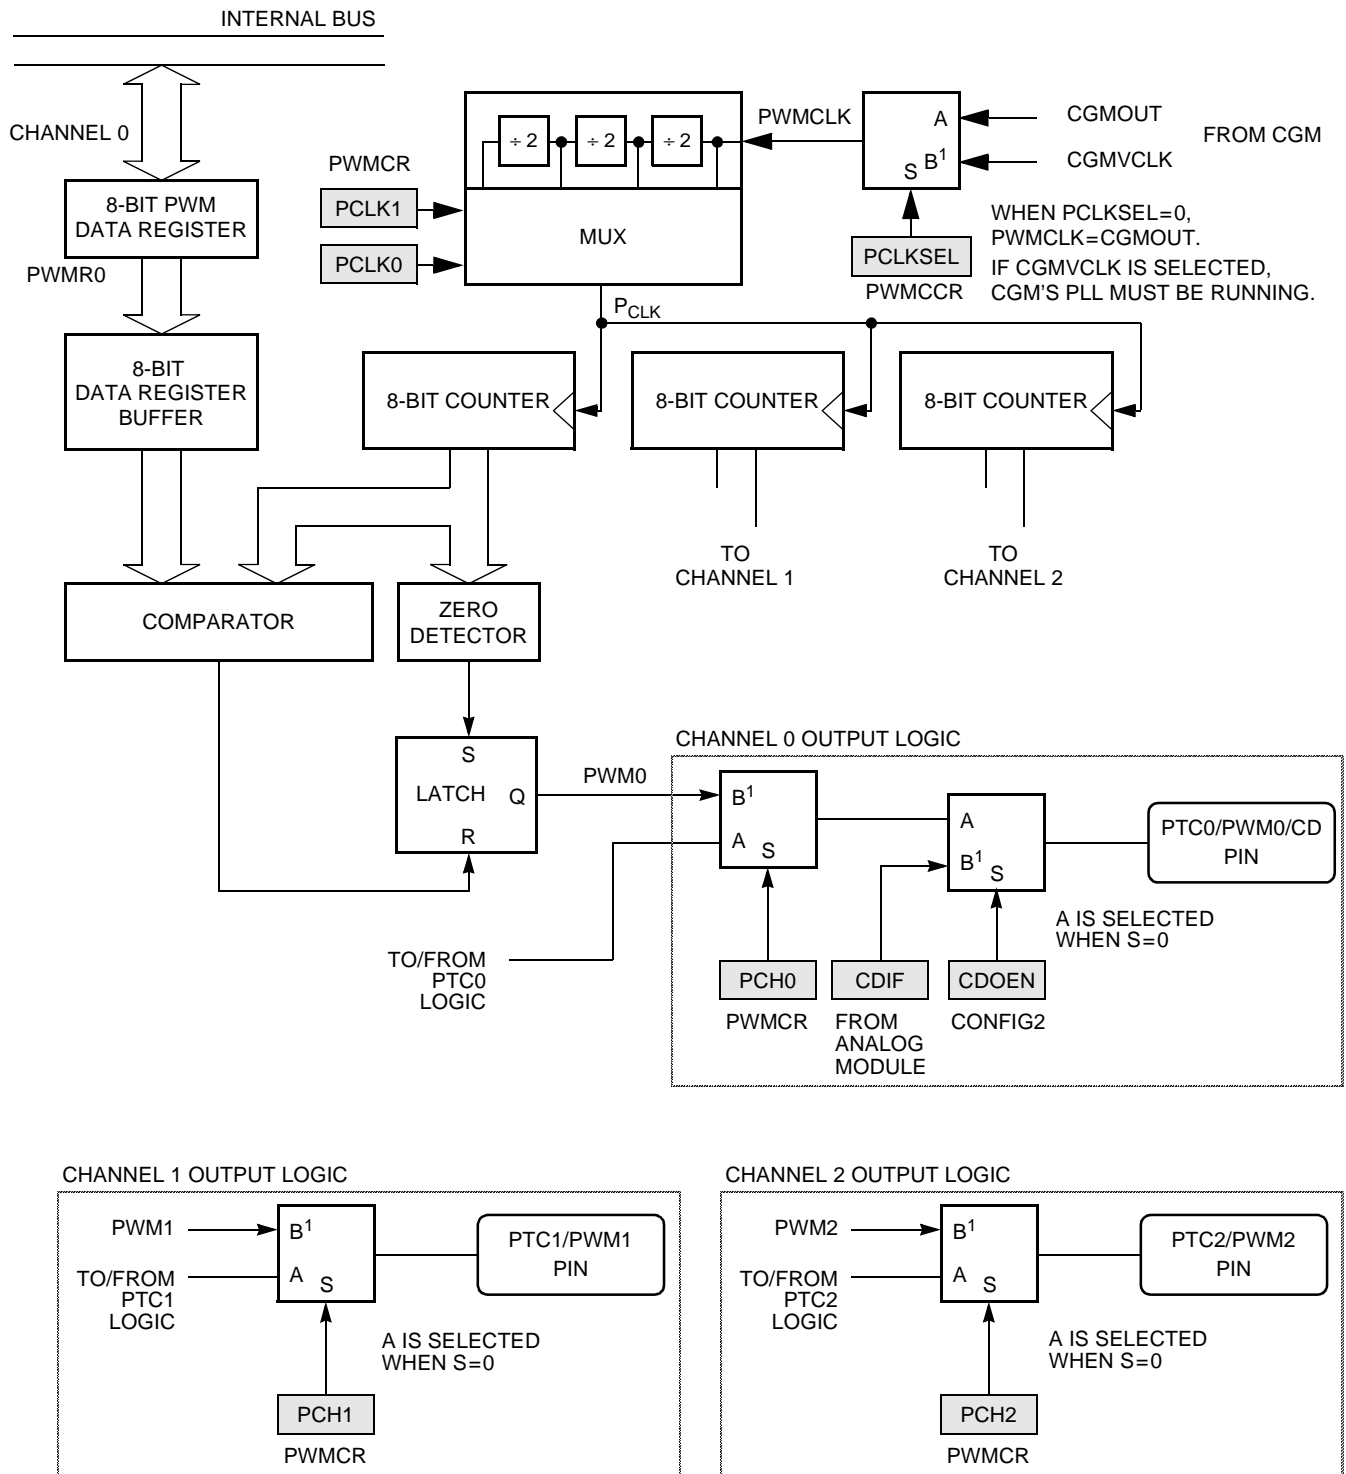 INTERNAL BUS
CHANNEL 0
8-BIT PWM
DATA REGISTER
PWMR0
8-BIT
DATA REGISTER
BUFFER
PWMCR
PCLK1
PCLK0
÷ 2
÷ 2
÷ 2
MUX
PWMCLK
A
B1
S
CGMOUT
CGMVCLK
FROM CGM
PCLKSEL
PWMCCR
WHEN PCLKSEL=0,
PWMCLK=CGMOUT.
IF CGMVCLK IS SELECTED,
CGM'S PLL MUST BE RUNNING.
PCLK
8-BIT COUNTER
8-BIT COUNTER
8-BIT COUNTER
TO
CHANNEL 1
TO
CHANNEL 2
COMPARATOR
ZERO
DETECTOR
S
LATCH
Q
R
PWM0
CHANNEL 0 OUTPUT LOGIC
B1
A
S
A
B1
S
PTC0/PWM0/CD
PIN
A IS SELECTED
WHEN S=0
TO/FROM
PTC0
LOGIC
PCH0
PWMCR
CDIF
FROM
ANALOG
MODULE
CDOEN
CONFIG2
CHANNEL 1 OUTPUT LOGIC
PWM1
TO/FROM
PTC1
LOGIC
B1
A
S
PTC1/PWM1
PIN
A IS SELECTED
WHEN S=0
PCH1
PWMCR
CHANNEL 2 OUTPUT LOGIC
PWM2
TO/FROM
PTC2
LOGIC
B1
A
S
PTC2/PWM2
PIN
A IS SELECTED
WHEN S=0
PCH2
PWMCR